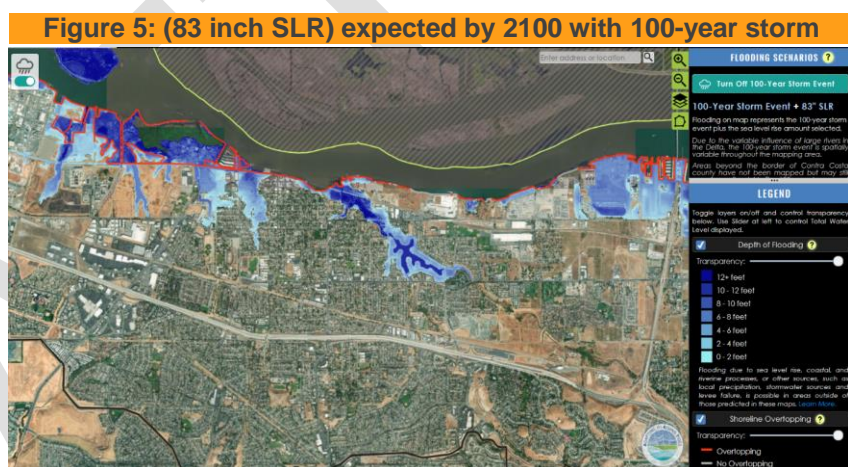 Figure 5: (83 inch SLR) expected by 2100 with 100-year storm
Enter address or location
FLOODING SCENARIOS ?
Turn Off 100-Year Storm Event
100-Year Storm Event + 83" SLR
Flooding on map represents the 100-year storm
event plus the sea level rise amount selected.
Due to the variable influence of large rivers in
the Delta, the 100-year storm event is spatially
variable throughout the mapping area.
Areas beyond the border of Contra Costa
county have not been mapped but may still
LEGEND
Toggle layers on/off and control transparency
below. Use Slider at left to control Total Water
Level displayed.
Depth of Flooding ?
Transparency:
12+ feet
10 - 12 feet
8 - 10 feet
6 - 8 feet
4 - 6 feet
2 - 4 feet
0 - 2 feet
Flooding due to sea level rise, coastal, and
riverine processes, or other sources, such as
local precipitation, stormwater sources and
levee failure, is possible in areas outside of
those predicted in these maps. Learn More.
Shoreline Overtopping ?
Transparency:
Overtopping
No Overtopping